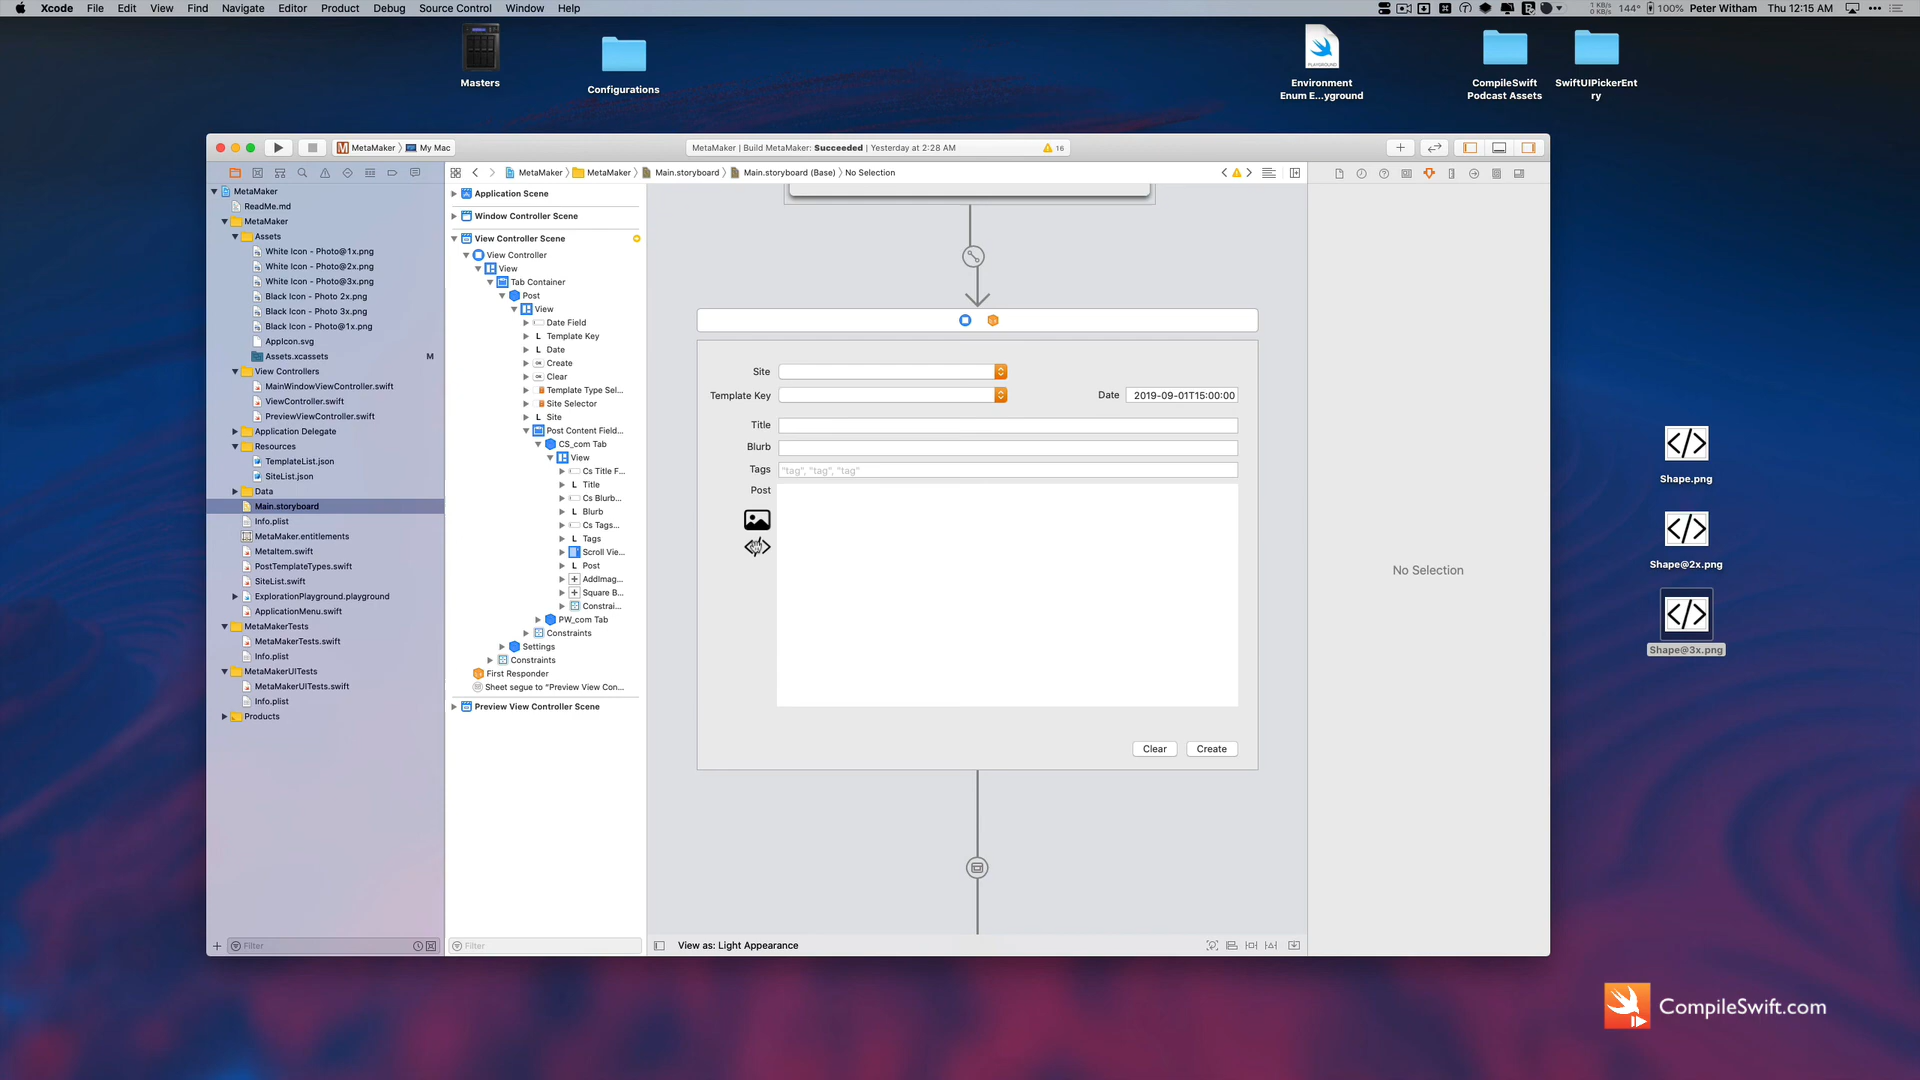 Xcode File Edit View Find Navigate Editor Product Debug Source Control Window Help
1 KB/s
0 KB/s
144° 100% Peter Witham Thu 12:15 AM
Masters
Configurations
Environment
Enum E...yground
CompileSwift
Podcast Assets
SwiftUIPickerEnt
ry
MetaMaker My Mac
MetaMaker | Build MetaMaker: Succeeded | Yesterday at 2:28 AM
16
MetaMaker MetaMaker Main.storyboard Main.storyboard (Base) No Selection
MetaMaker
ReadMe.md
MetaMaker
Assets
White Icon - Photo@1x.png
White Icon - Photo@2x.png
White Icon - Photo@3x.png
Black Icon - Photo 2x.png
Black Icon - Photo 3x.png
Black Icon - Photo@1x.png
AppIcon.svg
Assets.xcassets M
View Controllers
MainWindowViewController.swift
ViewController.swift
PreviewViewController.swift
Application Delegate
Resources
TemplateList.json
SiteList.json
Data
Main.storyboard
Info.plist
MetaMaker.entitlements
MetaItem.swift
PostTemplateTypes.swift
SiteList.swift
ExplorationPlayground.playground
ApplicationMenu.swift
MetaMakerTests
MetaMakerTests.swift
Info.plist
MetaMakerUITests
MetaMakerUITests.swift
Info.plist
Products
Filter
Application Scene
Window Controller Scene
View Controller Scene
View Controller
View
Tab Container
Post
View
Date Field
L Template Key
L Date
OK Create
OK Clear
Template Type Sel...
Site Selector
L Site
Post Content Field...
CS_com Tab
View
Cs Title F...
L Title
Cs Blurb...
L Blurb
Cs Tags...
L Tags
Scroll Vie...
L Post
AddImag...
Square B...
Constrai...
PW_com Tab
Constraints
Settings
Constraints
First Responder
Sheet segue to "Preview View Con...
Preview View Controller Scene
Filter
Site
Template Key
Date 2019-09-01T15:00:00
Title
Blurb
Tags "tag", "tag", "tag"
Post
Clear Create
View as: Light Appearance
No Selection
</>
Shape.png
</>
Shape@2x.png
</>
Shape@3x.png
CompileSwift.com